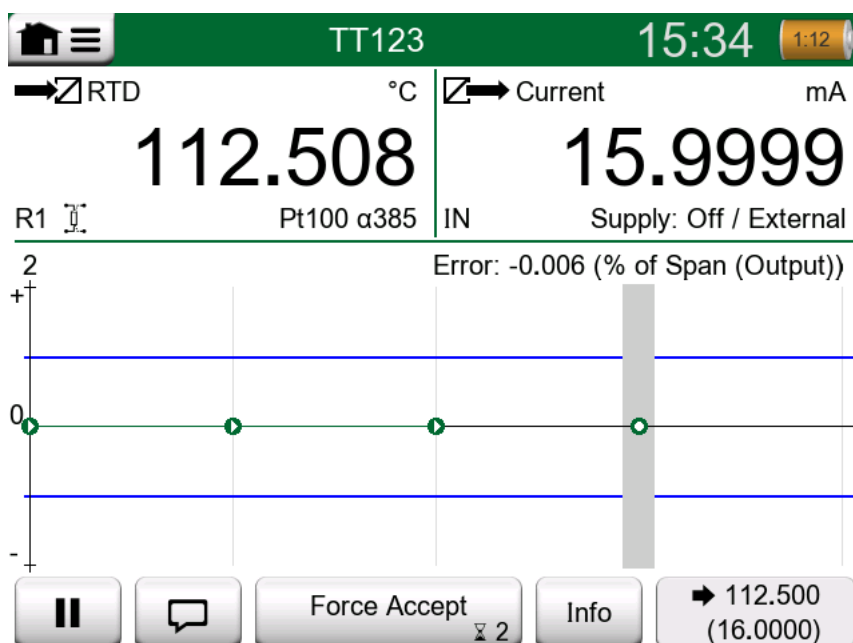 TT123 15:34 1:12
RTD °C
112.508
R1 Pt100 α385
Current mA
15.9999
IN Supply: Off / External
2 Error: -0.006 (% of Span (Output))
+
0
-
Force Accept
2
Info
112.500
(16.0000)